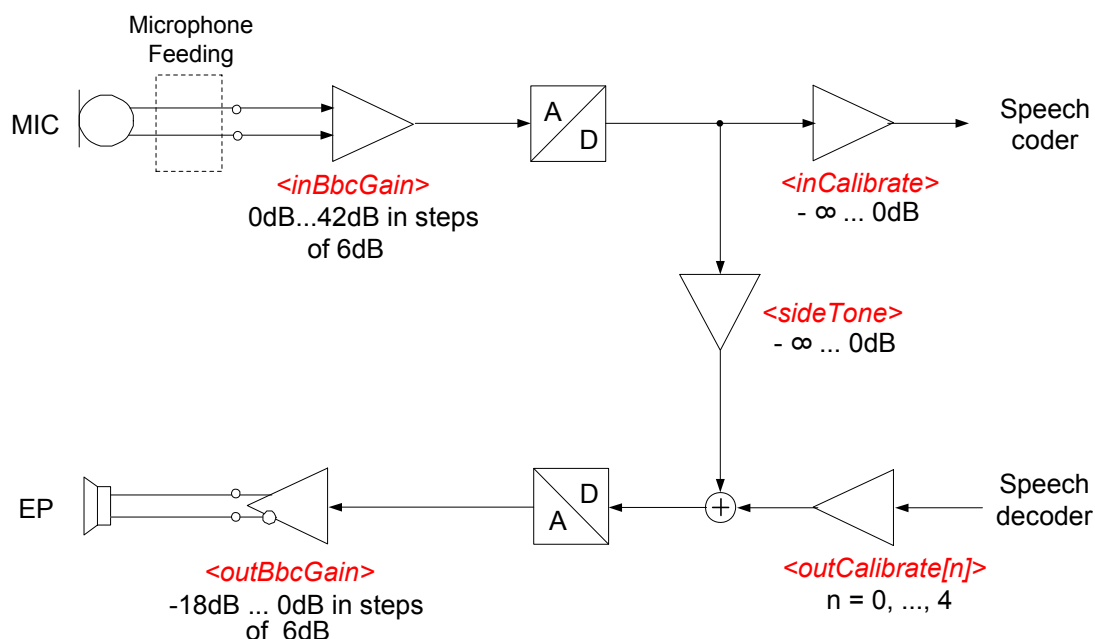 Microphone
Feeding
MIC
A
D
Speech
coder
<inBbcGain>
0dB...42dB in steps
of 6dB
<inCalibrate>
- ∞ ... 0dB
<sideTone>
- ∞ ... 0dB
EP
D
A
+
Speech
decoder
<outBbcGain>
-18dB ... 0dB in steps
of 6dB
<outCalibrate[n]>
n = 0, ..., 4